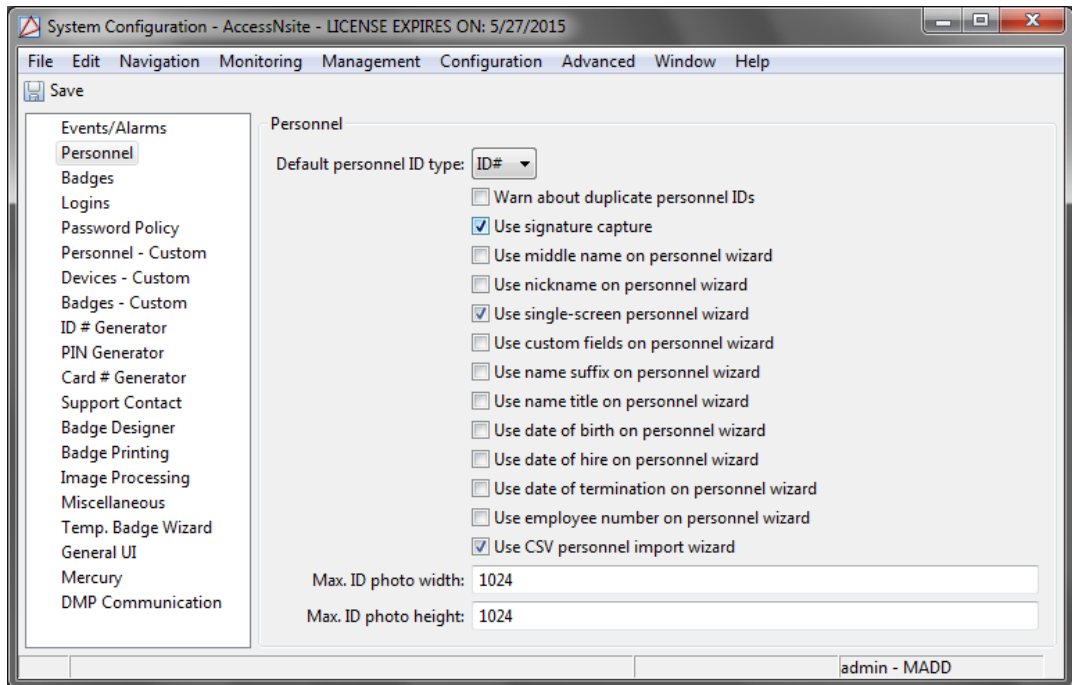 System Configuration - AccessNsite - LICENSE EXPIRES ON: 5/27/2015
File Edit Navigation Monitoring Management Configuration Advanced Window Help
Save
Events/Alarms
Personnel
Badges
Logins
Password Policy
Personnel - Custom
Devices - Custom
Badges - Custom
ID # Generator
PIN Generator
Card # Generator
Support Contact
Badge Designer
Badge Printing
Image Processing
Miscellaneous
Temp. Badge Wizard
General UI
Mercury
DMP Communication
Personnel
Default personnel ID type: ID#
Warn about duplicate personnel IDs
Use signature capture
Use middle name on personnel wizard
Use nickname on personnel wizard
Use single-screen personnel wizard
Use custom fields on personnel wizard
Use name suffix on personnel wizard
Use name title on personnel wizard
Use date of birth on personnel wizard
Use date of hire on personnel wizard
Use date of termination on personnel wizard
Use employee number on personnel wizard
Use CSV personnel import wizard
Max. ID photo width: 1024
Max. ID photo height: 1024
admin - MADD